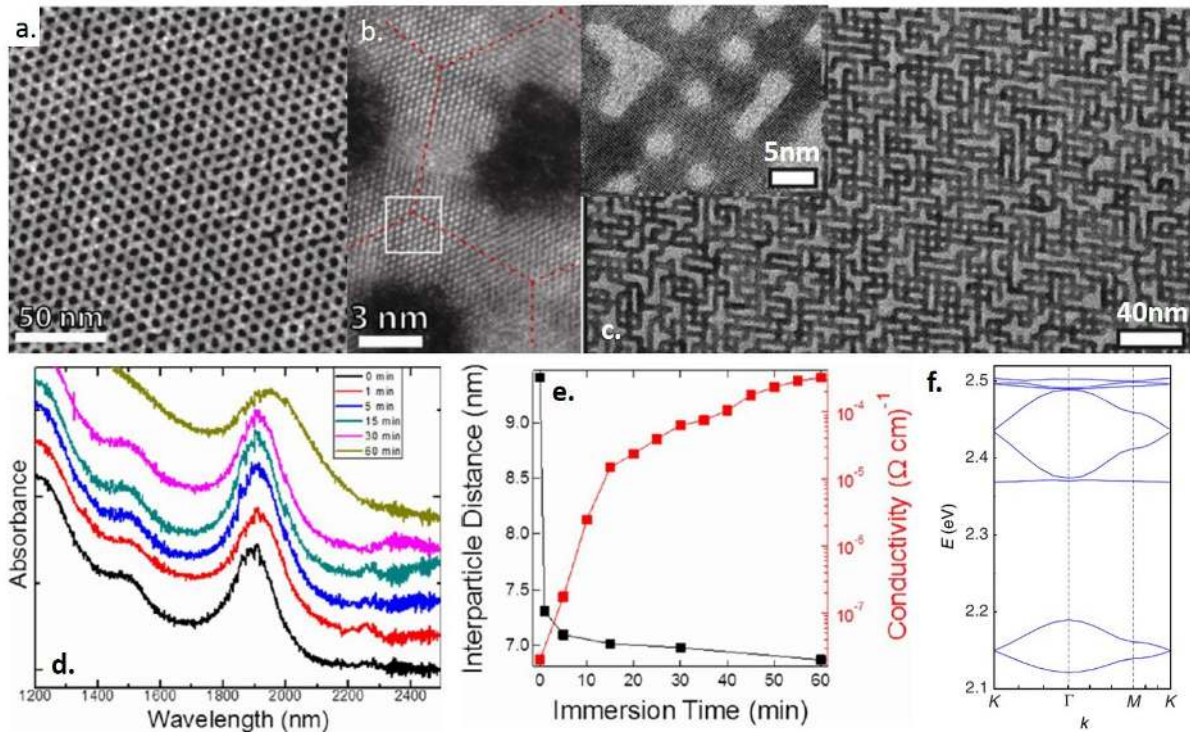 a.
50 nm
b.
3 nm
5nm
c.
40nm
Absorbance
0 min
1 min
5 min
15 min
30 min
60 min
d.
1200 1400 1600 1800 2000 2200 2400
Wavelength (nm)
e.
Interparticle Distance (nm)
9.0
8.5
8.0
7.5
7.0
0 10 20 30 40 50 60
Immersion Time (min)
10⁻⁴
10⁻⁵
10⁻⁶
10⁻⁷
Conductivity (Ω cm)⁻¹
f.
E (eV)
2.5
2.4
2.3
2.2
2.1
K Γ M K
k